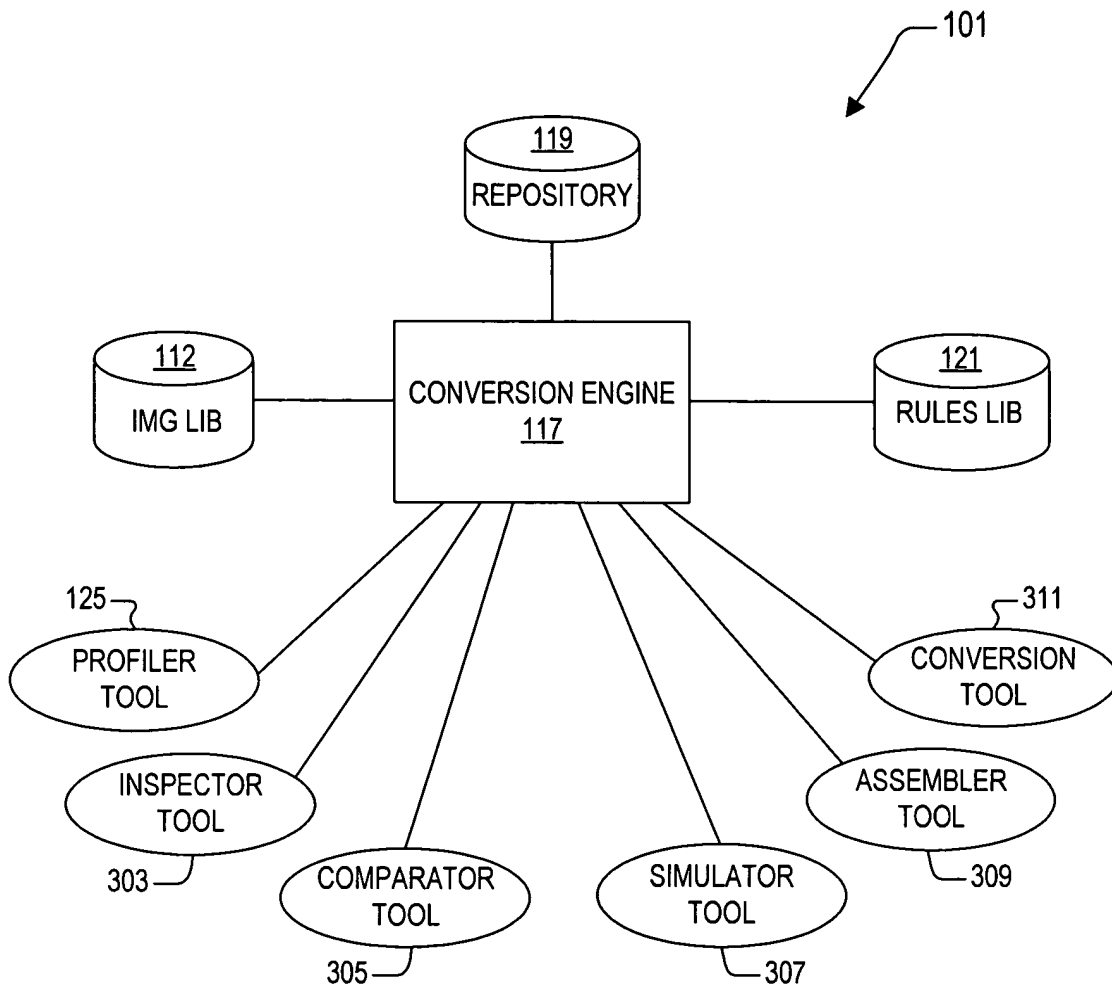 101
119
REPOSITORY
112
IMG LIB
CONVERSION ENGINE
117
121
RULES LIB
125
PROFILER
TOOL
311
CONVERSION
TOOL
INSPECTOR
TOOL
303
ASSEMBLER
TOOL
309
COMPARATOR
TOOL
305
SIMULATOR
TOOL
307